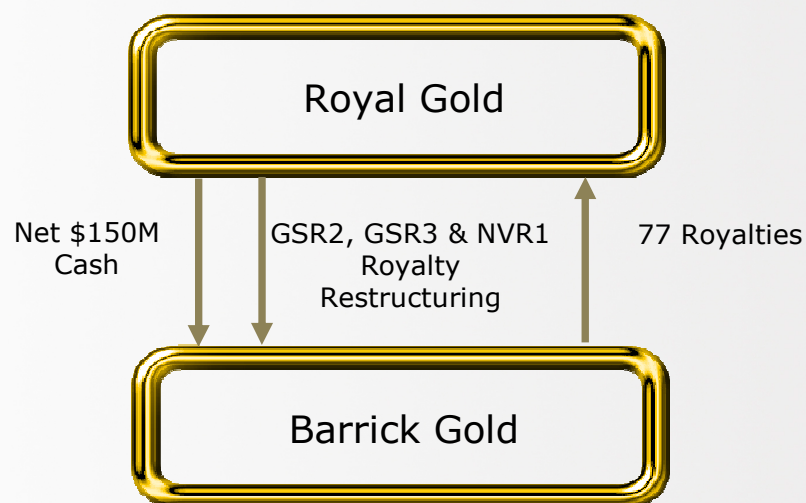 Royal Gold
Net $150M
Cash
GSR2, GSR3 & NVR1
Royalty
Restructuring
77 Royalties
Barrick Gold